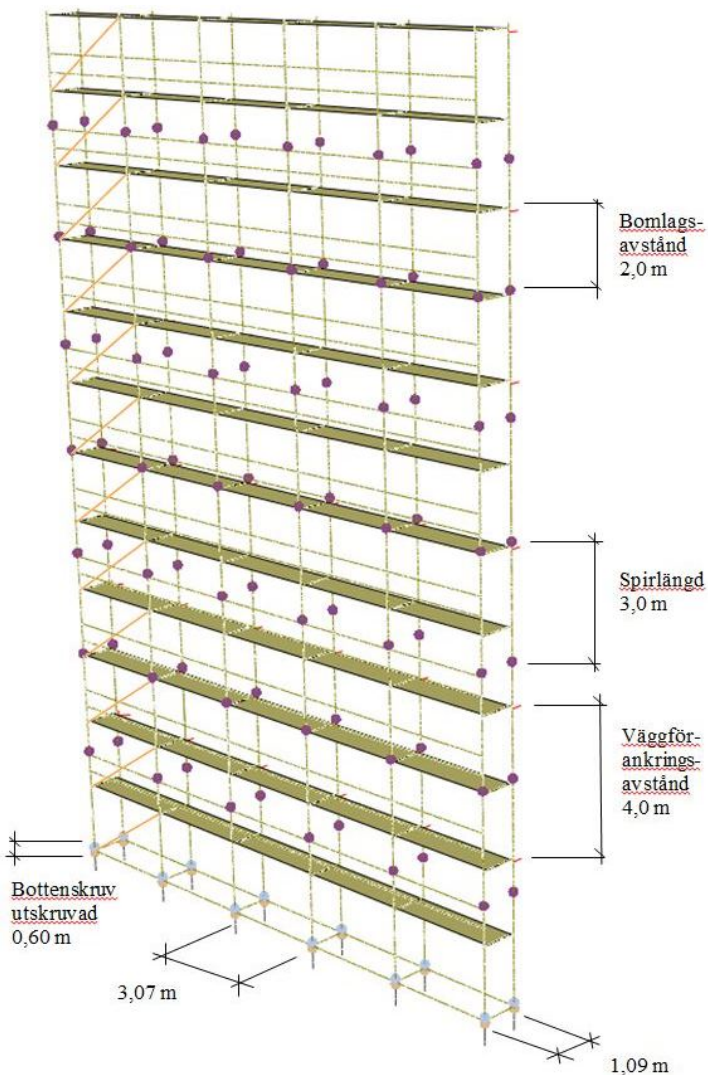 Bomlags-
avstånd
2,0 m
Spirlängd
3,0 m
Väggför-
ankrings-
avstånd
4,0 m
Bottenskruv
utskruvad
0,60 m
3,07 m
1,09 m